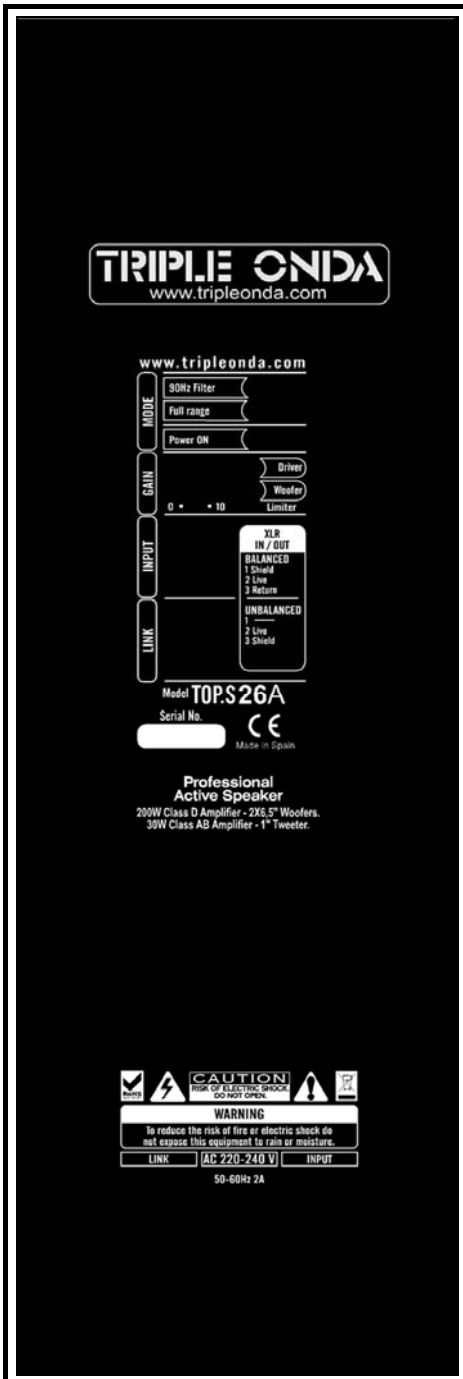 TRIPLE ONDA
www.tripleonda.com
www.tripleonda.com
MODE
90Hz Filter
Full range
Power ON
GAIN
Driver
Woofer
0 • • 10 Limiter
INPUT
XLR
IN / OUT
BALANCED
1 Shield
2 Live
3 Return
LINK
UNBALANCED
1 ——
2 Live
3 Shield
Model TOP.S26A
Serial No.
CE
Made in Spain
Professional
Active Speaker
200W Class D Amplifier - 2X6,5" Woofers.
30W Class AB Amplifier - 1" Tweeter.
RoHS
CAUTION
RISK OF ELECTRIC SHOCK
DO NOT OPEN.
WARNING
To reduce the risk of fire or electric shock do
not expose this equipment to rain or moisture.
LINK AC 220-240 V INPUT
50-60Hz 2A